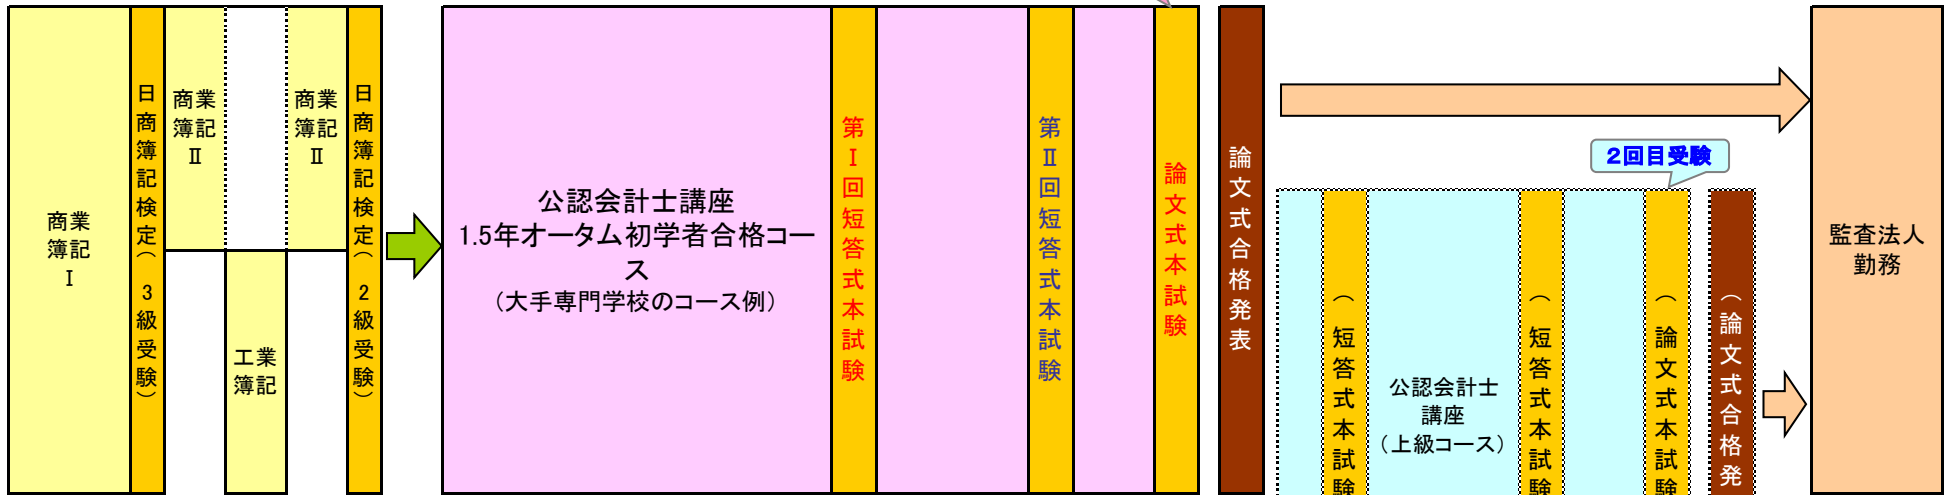 商業
簿記
Ⅰ
日商簿記検定（3級受験）
商業
簿記
Ⅱ
工業
簿記
商業
簿記
Ⅱ
日商簿記検定（2級受験）
公認会計士講座
1.5年オータム初学者合格コー
ス
（大手専門学校のコース例）
第Ⅰ回短答式本試験
第Ⅱ回短答式本試験
論文式本試験
論文式合格発表
２回目受験
（短答式本試験
公認会計士
講座
（上級コース）
（短答式本試験
（論文式本試験
（論文式合格発
監査法人
勤務